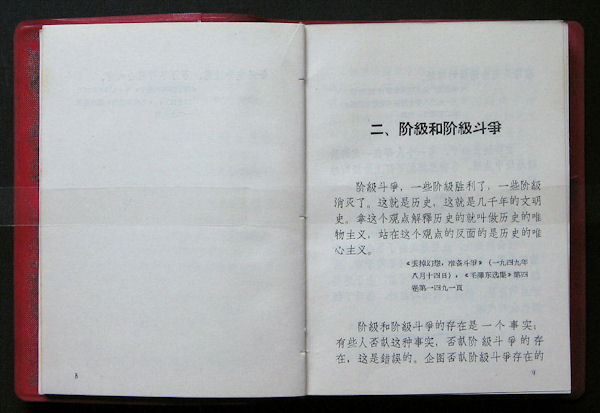 二、阶級和阶級斗爭
阶級斗爭，一些阶級胜利了，一些阶級
消灭了。这就是历史，这就是几千年的文明
史。拿这个观点解釋历史的就叫做历史的唯
物主义，站在这个观点的反面的是历史的唯
心主义。
《丢掉幻想，准备斗爭》（一九四九年
八月十四日），《毛澤东选集》第四
卷第一四九一頁
阶級和阶級斗爭的存在是一个事实；
有些人否認这种事实，否認阶級斗爭的存
在，这是錯誤的。企图否認阶級斗爭存在的
8
9